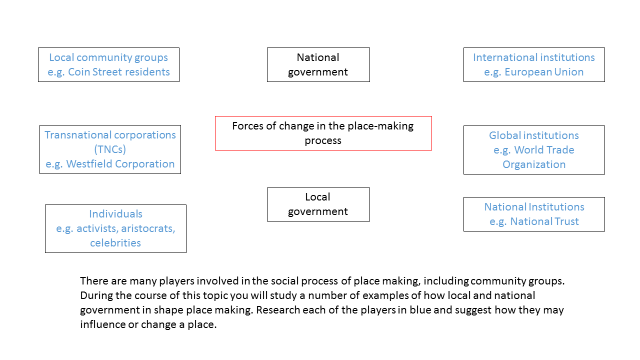 Local community groups
e.g. Coin Street residents
National
government
International institutions
e.g. European Union
Transnational corporations
(TNCs)
e.g. Westfield Corporation
Forces of change in the place-making
process
Global institutions
e.g. World Trade
Organization
Individuals
e.g. activists, aristocrats,
celebrities
Local
government
National Institutions
e.g. National Trust
There are many players involved in the social process of place making, including community groups.
During the course of this topic you will study a number of examples of how local and national
government in shape place making. Research each of the players in blue and suggest how they may
influence or change a place.